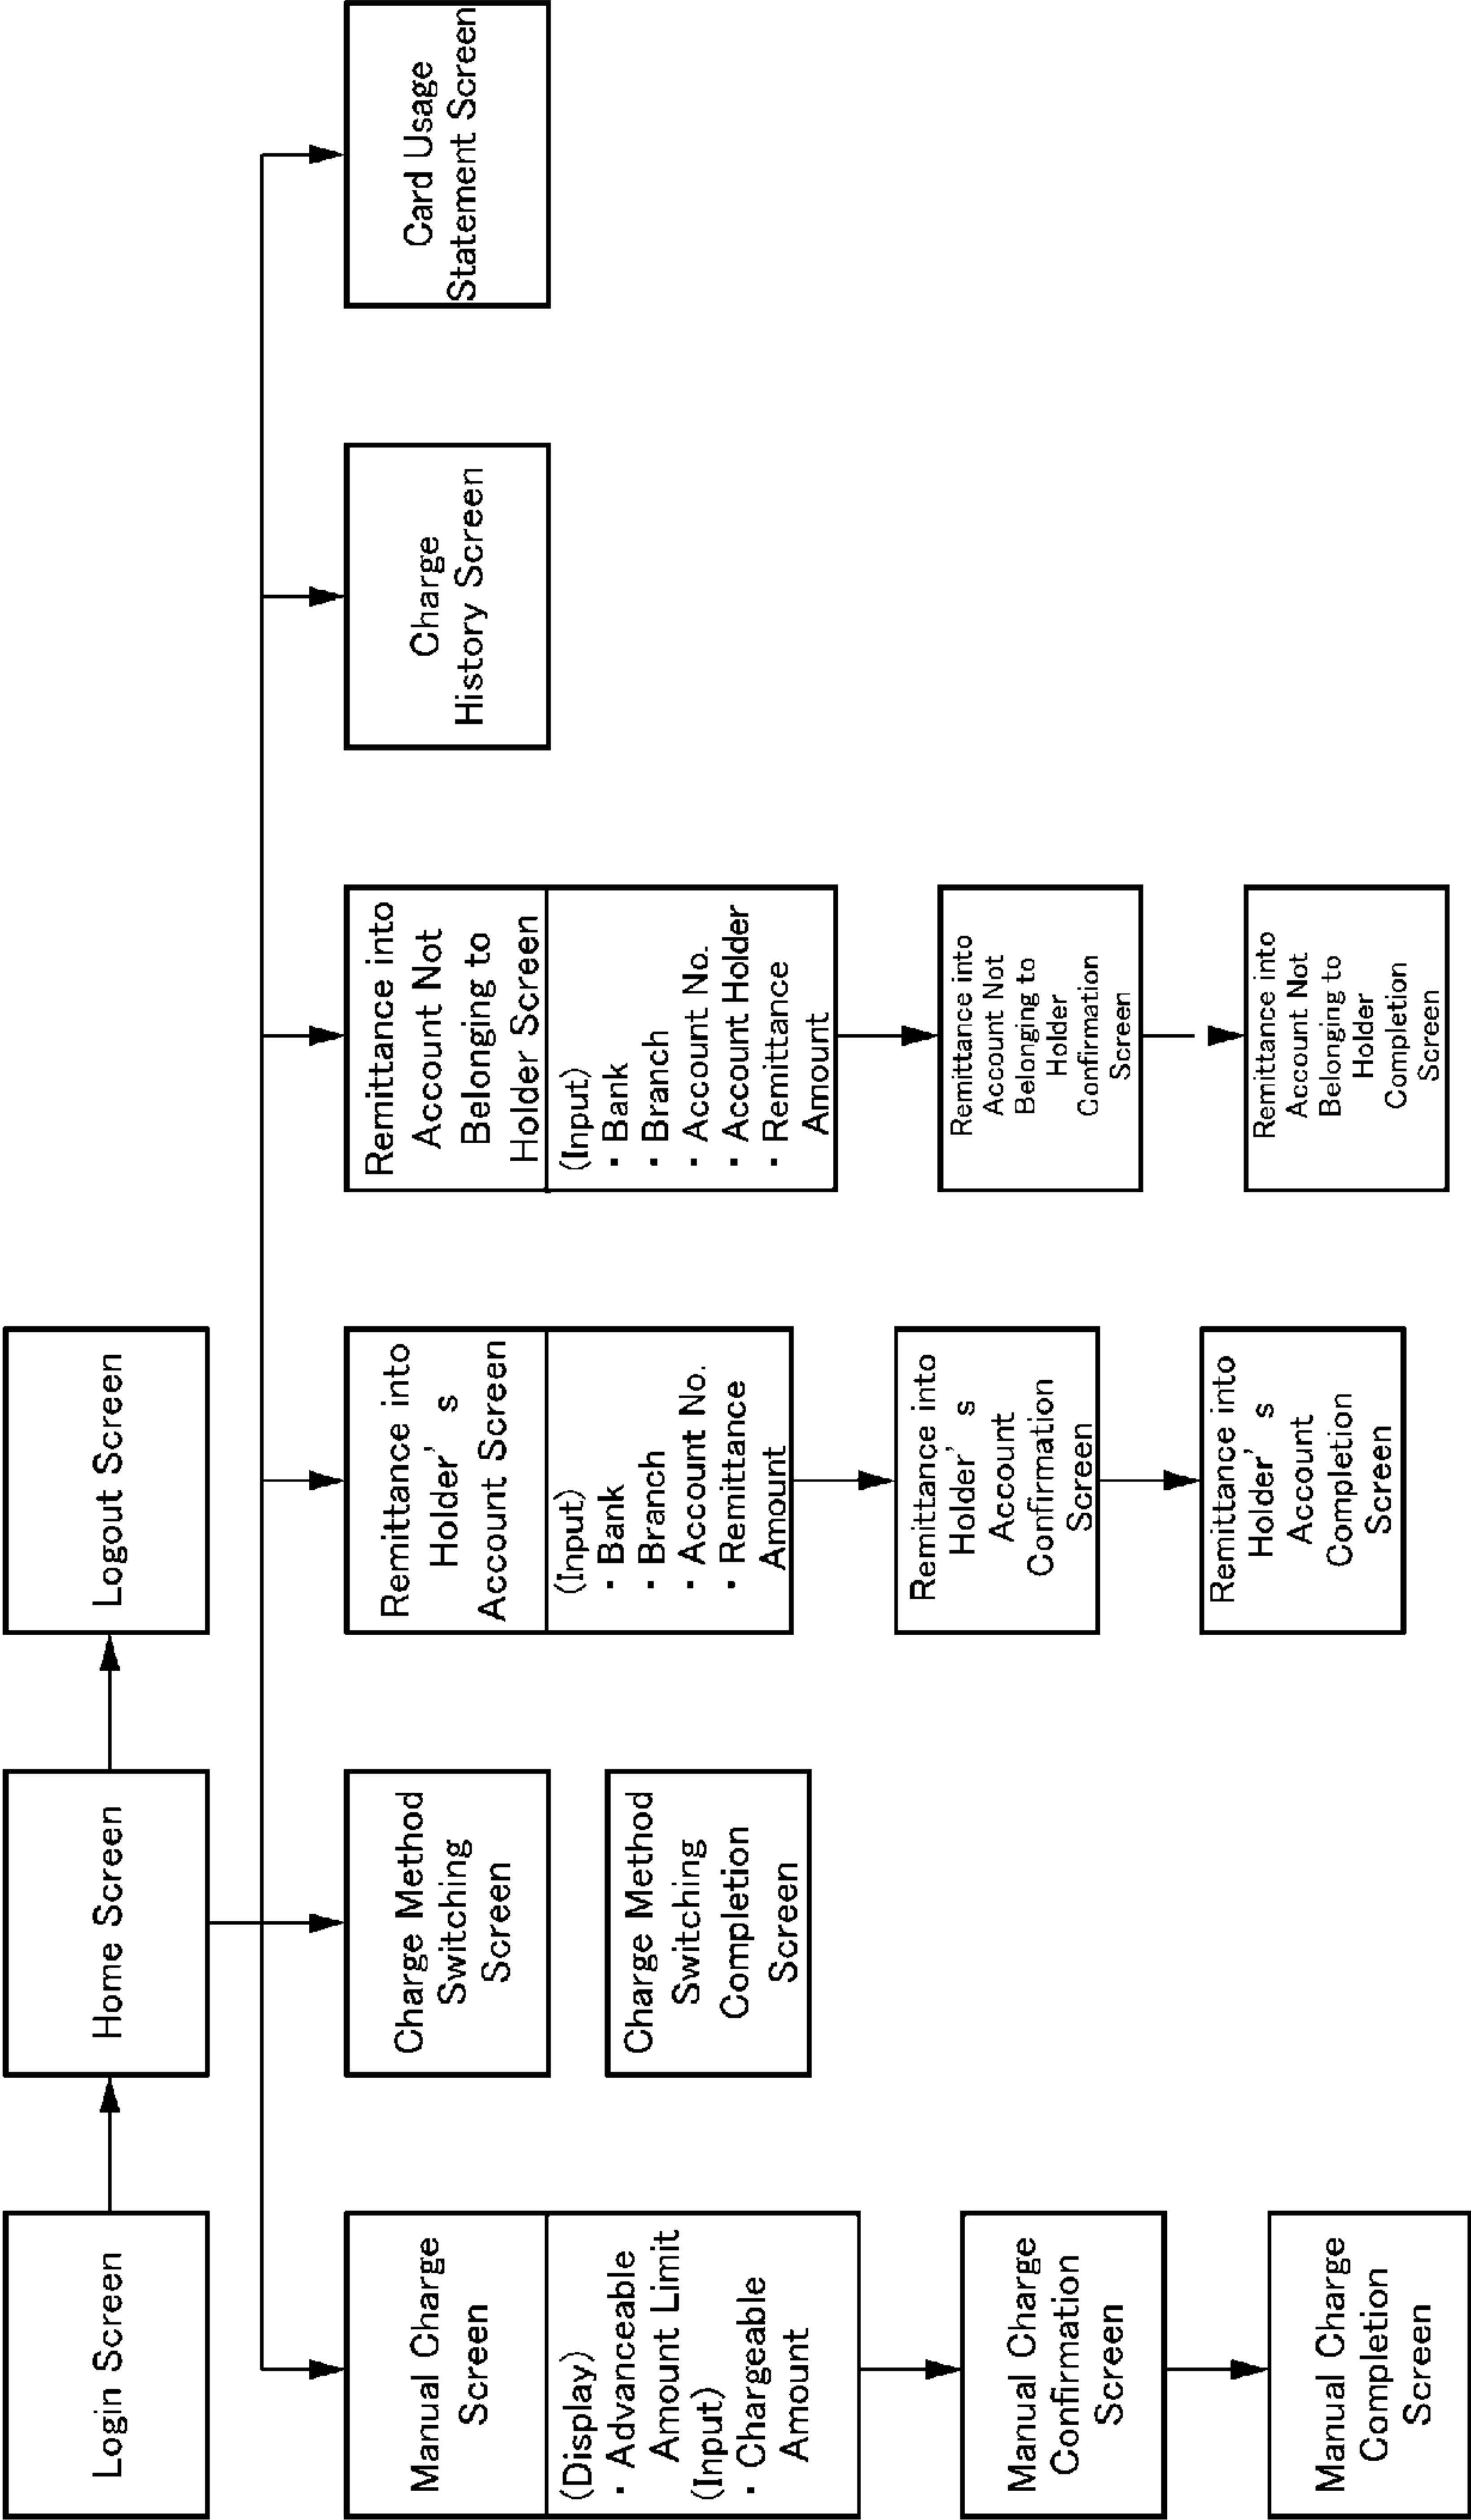 Login Screen
Home Screen
Logout Screen
Manual Charge
Screen
(Display)
・Advanceable
Amount Limit
(Input)
・Chargeable
Amount
Manual Charge
Confirmation
Screen
Manual Charge
Completion
Screen
Charge Method
Switching
Screen
Charge Method
Switching
Completion
Screen
Remittance into
Holder's
Account Screen
(Input)
・Bank
・Branch
・Account No.
・Remittance
Amount
Remittance into
Holder's
Account
Confirmation
Screen
Remittance into
Holder's
Account
Completion
Screen
Remittance into
Account Not
Belonging to
Holder Screen
(Input)
・Bank
・Branch
・Account No.
・Account Holder
・Remittance
Amount
Remittance into
Account Not
Belonging to
Holder
Confirmation
Screen
Remittance into
Account Not
Belonging to
Holder
Completion
Screen
Charge
History Screen
Card Usage
Statement Screen